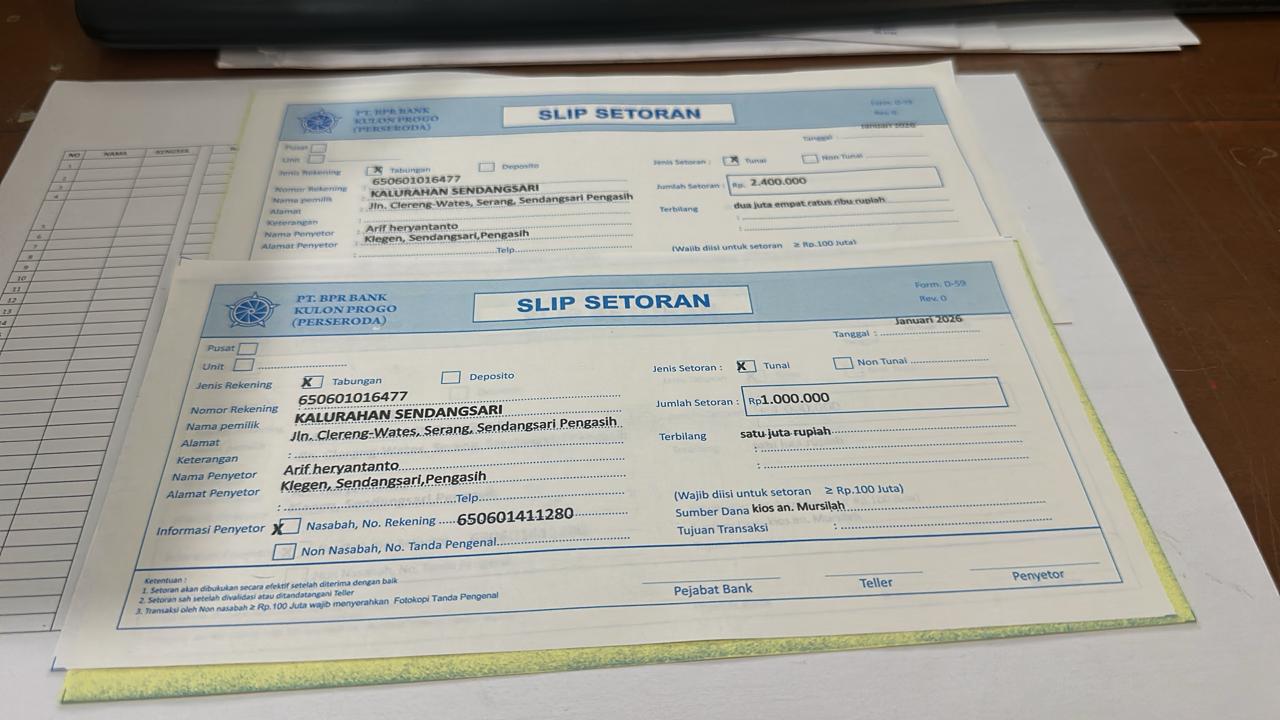 NO NAMA
PT. BPR BANK
KULON PROGO
(PERSERODA)
SLIP SETORAN
Form. D-59
Rev. 0
Januari 2026
Tanggal :
Pusat
Unit
Jenis Rekening X Tabungan Deposito
Jenis Setoran : X Tunai Non Tunai
Nomor Rekening : 650601016477
Nama pemilik : KALURAHAN SENDANGSARI
Jumlah Setoran : Rp. 2.400.000
Alamat : Jln. Clereng-Wates, Serang, Sendangsari Pengasih
Terbilang dua juta empat ratus ribu rupiah
Keterangan :
Nama Penyetor Arif heryantanto
Alamat Penyetor Klegen, Sendangsari,Pengasih
: Telp
(Wajib diisi untuk setoran ≥ Rp.100 Juta)
PT. BPR BANK
KULON PROGO
(PERSERODA)
SLIP SETORAN
Form. D-59
Rev. 0
Januari 2026
Tanggal :
Pusat
Unit
Jenis Rekening X Tabungan Deposito
Jenis Setoran : X Tunai Non Tunai
Nomor Rekening 650601016477
Nama pemilik KALURAHAN SENDANGSARI
Jumlah Setoran : Rp1.000.000
Alamat Jln. Clereng-Wates, Serang, Sendangsari Pengasih
Terbilang satu juta rupiah
Keterangan :
Nama Penyetor Arif heryantanto
Alamat Penyetor Klegen, Sendangsari,Pengasih
: Telp
(Wajib diisi untuk setoran ≥ Rp.100 Juta)
Informasi Penyetor X Nasabah, No. Rekening 650601411280
Sumber Dana kios an. Mursilah
Non Nasabah, No. Tanda Pengenal
Tujuan Transaksi :
Ketentuan :
1. Setoran akan dibukukan secara efektif setelah diterima dengan baik
2. Setoran sah setelah divalidasi atau ditandatangani Teller
3. Transaksi oleh Non nasabah ≥ Rp.100 Juta wajib menyerahkan Fotokopi Tanda Pengenal
Pejabat Bank Teller Penyetor